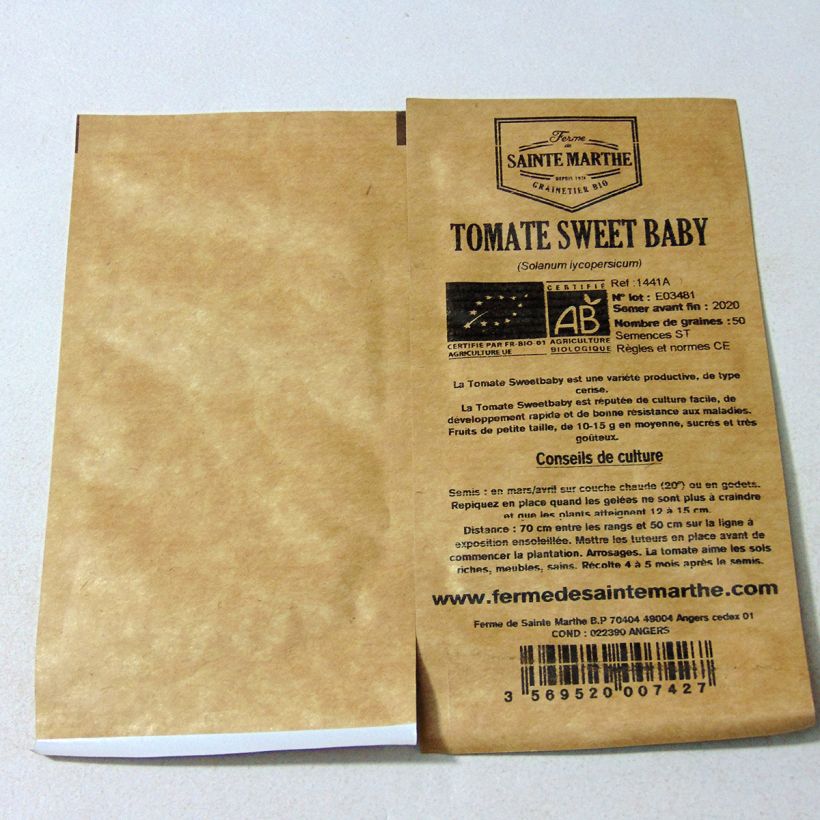 Ferme
de
SAINTE MARTHE
DEPUIS 1974
GRAINETIER BIO
TOMATE SWEET BABY
(Solanum lycopersicum)
CERTIFIÉ
AB
AGRICULTURE
BIOLOGIQUE
CERTIFIE PAR FR-BIO-01
AGRICULTURE UE
Ref :1441A
N° lot : E03481
Semer avant fin : 2020
Nombre de graines :50
Semences ST
Règles et normes CE
La Tomate Sweetbaby est une variété productive, de type
cerise.
La Tomate Sweetbaby est réputée de culture facile, de
développement rapide et de bonne résistance aux maladies.
Fruits de petite taille, de 10-15 g en moyenne, sucrés et très
goûteux.
Conseils de culture
Semis : en mars/avril sur couche chaude (20°) ou en godets.
Repiquez en place quand les gelées ne sont plus à craindre
et que les plants atteignent 12 à 15 cm.
Distance : 70 cm entre les rangs et 50 cm sur la ligne à
exposition ensoleillée. Mettre les tuteurs en place avant de
commencer la plantation. Arrosages. La tomate aime les sols
riches, meubles, sains. Récolte 4 à 5 mois après le semis.
www.fermedesaintemarthe.com
Ferme de Sainte Marthe B.P 70404 49004 Angers cedex 01
COND : 022390 ANGERS
3 569520 007427